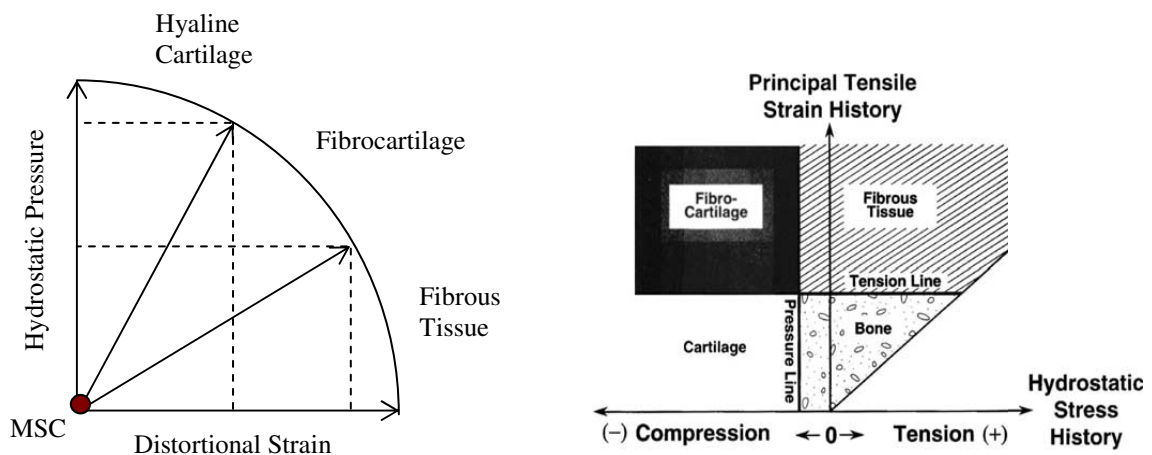 Hyaline
Cartilage
Fibrocartilage
Fibrous
Tissue
Hydrostatic Pressure
MSC
Distortional Strain
Principal Tensile
Strain History
Fibro-
Cartilage
Fibrous
Tissue
Tension Line
Pressure Line
Bone
Cartilage
Hydrostatic
Stress
History
(−) Compression ←0→ Tension (+)